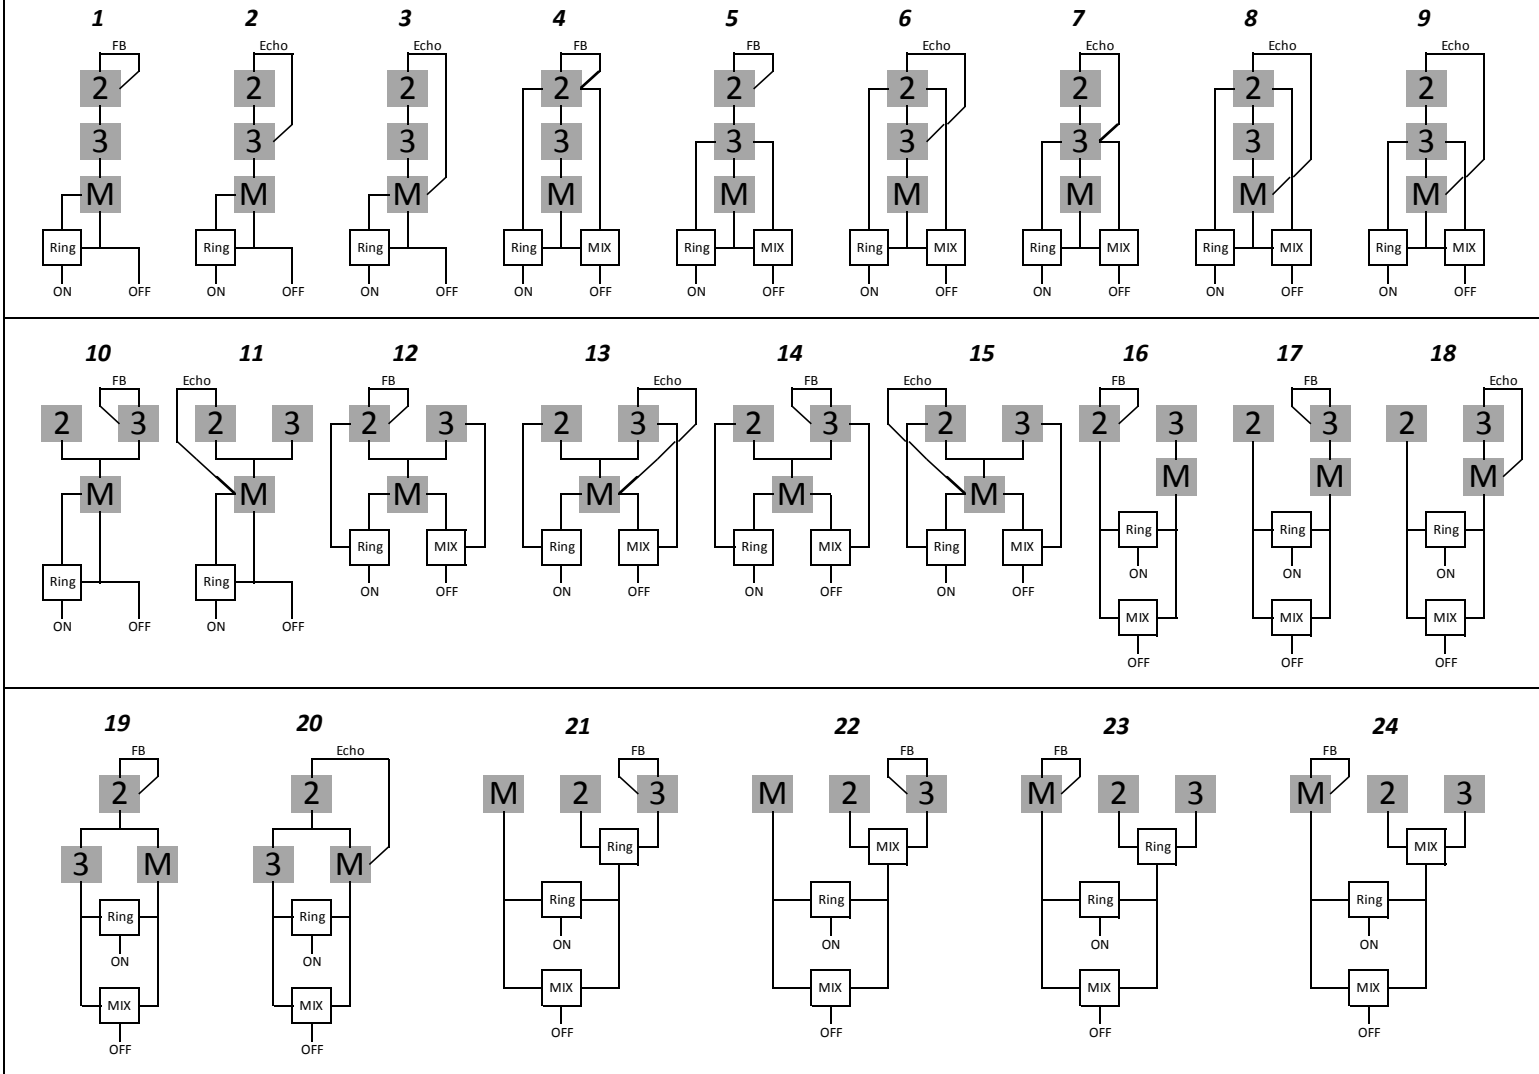 1 2 3 4 5 6 7 8 9
FB Echo Echo FB FB Echo Echo Echo Echo
2 2 2 2 2 2 2 2 2
3 3 3 3 3 3 3 3 3
M M M M M M M M M
Ring Ring Ring Ring MIX Ring MIX Ring MIX Ring MIX Ring MIX Ring MIX
ON OFF ON OFF ON OFF ON OFF ON OFF ON OFF ON OFF ON OFF ON OFF
10 11 12 13 14 15 16 17 18
FB Echo FB Echo FB Echo FB FB Echo
2 3 2 3 2 3 2 3 2 3 2 3 2 3 2 3 2 3
M M M
M M M M M M
Ring Ring Ring
Ring MIX Ring MIX Ring MIX Ring MIX
ON ON ON
Ring Ring
ON OFF ON OFF ON OFF ON OFF
MIX MIX MIX
ON OFF ON OFF
OFF OFF OFF
19 20 21 22 23 24
FB Echo FB FB FB FB
2 2 M 2 3 M 2 3 M 2 3 M 2 3
Ring MIX Ring MIX
3 M 3 M
Ring Ring Ring Ring
Ring Ring
ON ON ON ON
ON ON
MIX MIX MIX MIX
MIX MIX
OFF OFF OFF OFF
OFF OFF